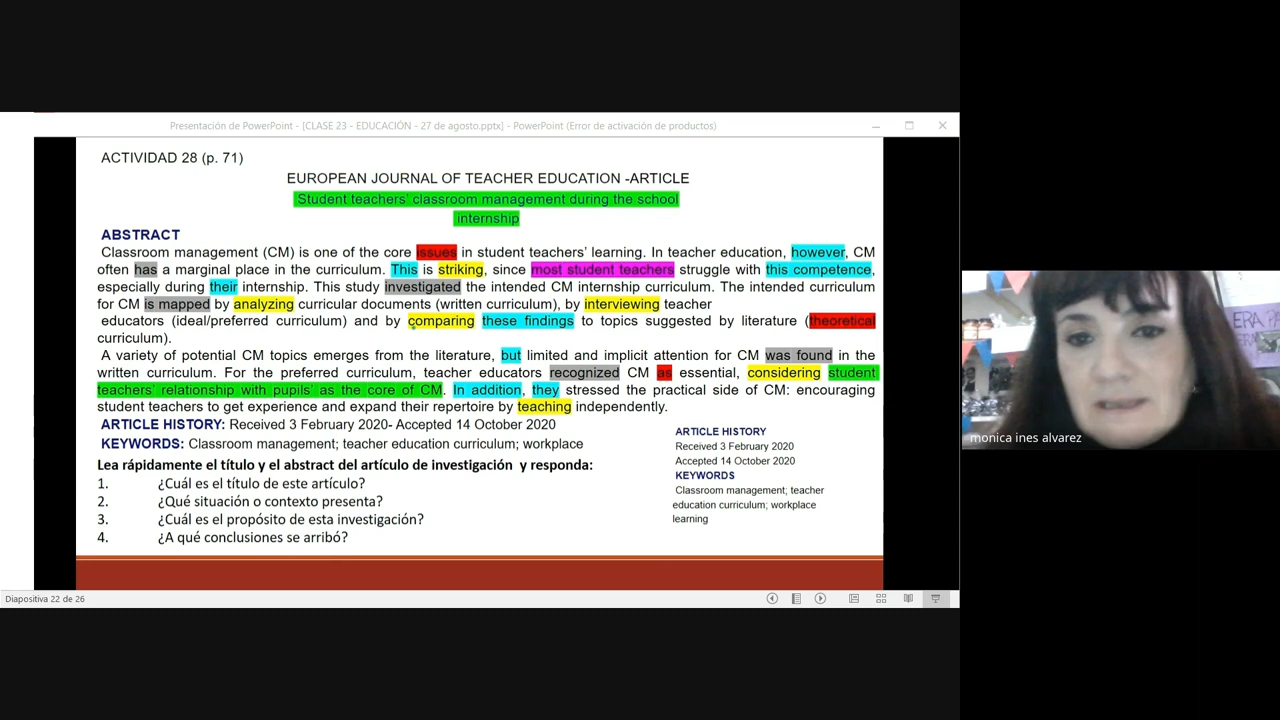 Presentación de PowerPoint - [CLASE 23 - EDUCACIÓN - 27 de agosto.pptx] - PowerPoint (Error de activación de productos)
ACTIVIDAD 28 (p. 71)
EUROPEAN JOURNAL OF TEACHER EDUCATION -ARTICLE
Student teachers' classroom management during the school
internship
ABSTRACT
Classroom management (CM) is one of the core issues in student teachers' learning. In teacher education, however, CM
often has a marginal place in the curriculum. This is striking, since most student teachers struggle with this competence,
especially during their internship. This study investigated the intended CM internship curriculum. The intended curriculum
for CM is mapped by analyzing curricular documents (written curriculum), by interviewing teacher
educators (ideal/preferred curriculum) and by comparing these findings to topics suggested by literature (theoretical
curriculum).
A variety of potential CM topics emerges from the literature, but limited and implicit attention for CM was found in the
written curriculum. For the preferred curriculum, teacher educators recognized CM as essential, considering student
teachers' relationship with pupils' as the core of CM. In addition, they stressed the practical side of CM: encouraging
student teachers to get experience and expand their repertoire by teaching independently.
ARTICLE HISTORY: Received 3 February 2020- Accepted 14 October 2020
KEYWORDS: Classroom management; teacher education curriculum; workplace
Lea rápidamente el título y el abstract del artículo de investigación y responda:
1. ¿Cuál es el título de este artículo?
2. ¿Qué situación o contexto presenta?
3. ¿Cuál es el propósito de esta investigación?
4. ¿A qué conclusiones se arribó?
ARTICLE HISTORY
Received 3 February 2020
Accepted 14 October 2020
KEYWORDS
Classroom management; teacher
education curriculum; workplace
learning
Diapositiva 22 de 26
ERA
monica ines alvarez